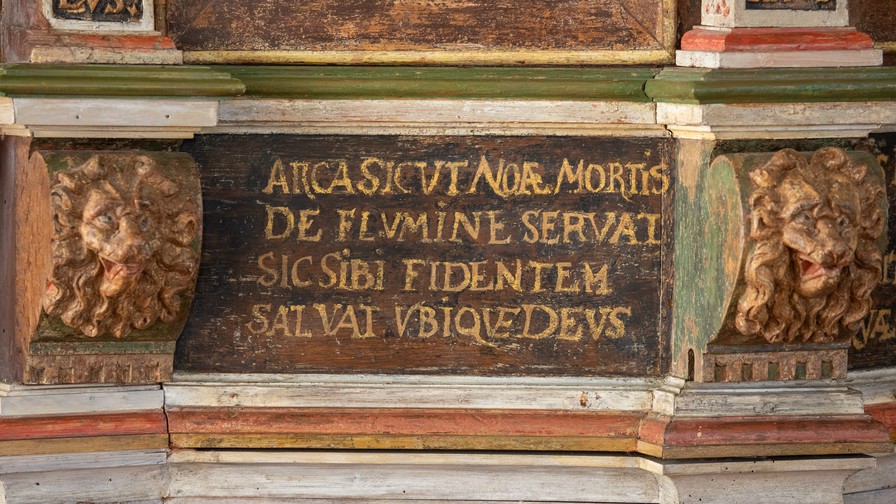 ARCA SICVT NOÆ MORTIS
DE FLVMINE SERVAT
SIC SIBI FIDENTEM
SALVAT VBIQVE DEVS